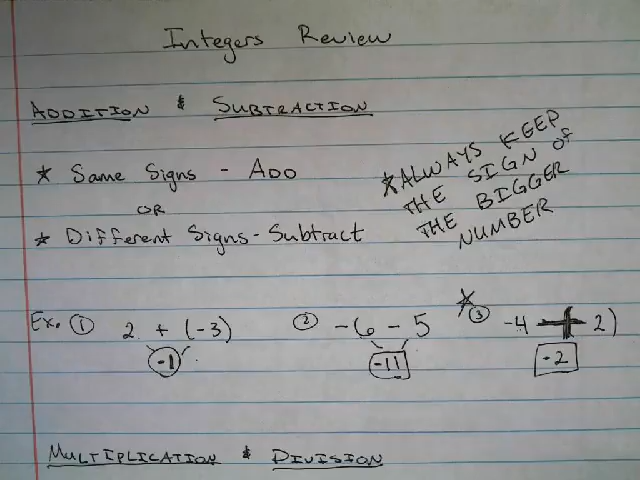 Integers Review
ADDITION & SUBTRACTION
* Same Signs - ADD
OR
* Different Signs - Subtract
*ALWAYS KEEP
THE SIGN OF
THE BIGGER
NUMBER
Ex. ① 2 + (-3)
-1
② -6 - 5
-11
* ③ -4 + 2)
-2
MULTIPLICATION & DIVISION